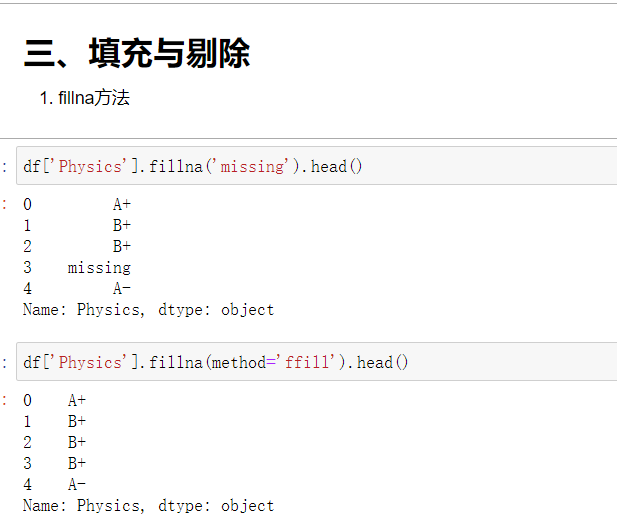 三、填充与剔除
1. fillna方法
: df['Physics'].fillna('missing').head()
: 0 A+
1 B+
2 B+
3 missing
4 A-
Name: Physics, dtype: object
: df['Physics'].fillna(method='ffill').head()
: 0 A+
1 B+
2 B+
3 B+
4 A-
Name: Physics, dtype: object